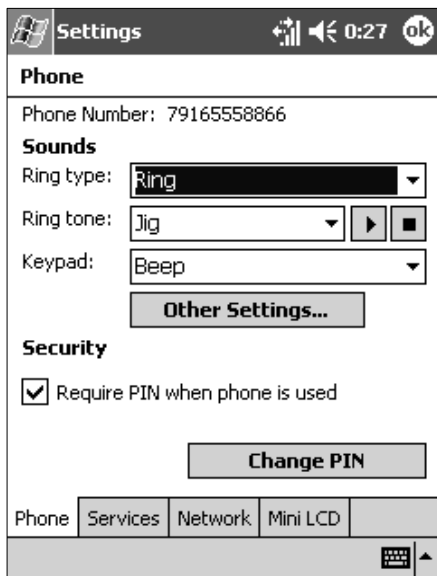 Settings 0:27 ok
Phone
Phone Number: 79165558866
Sounds
Ring type: Ring
Ring tone: Jig
Keypad: Beep
Other Settings...
Security
Require PIN when phone is used
Change PIN
Phone Services Network Mini LCD